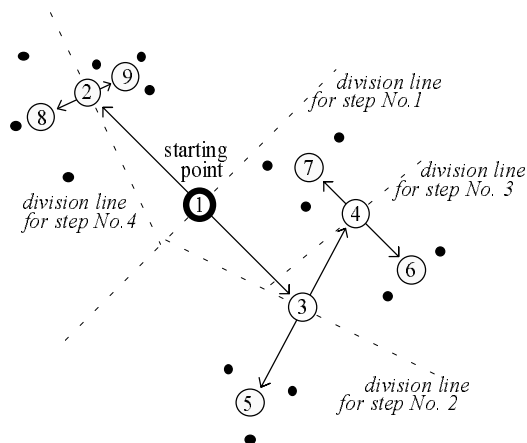 9
2
8
division line
for step No.1
starting
point
7
division line
for step No. 3
division line
for step No.4
1
4
6
3
division line
for step No. 2
5